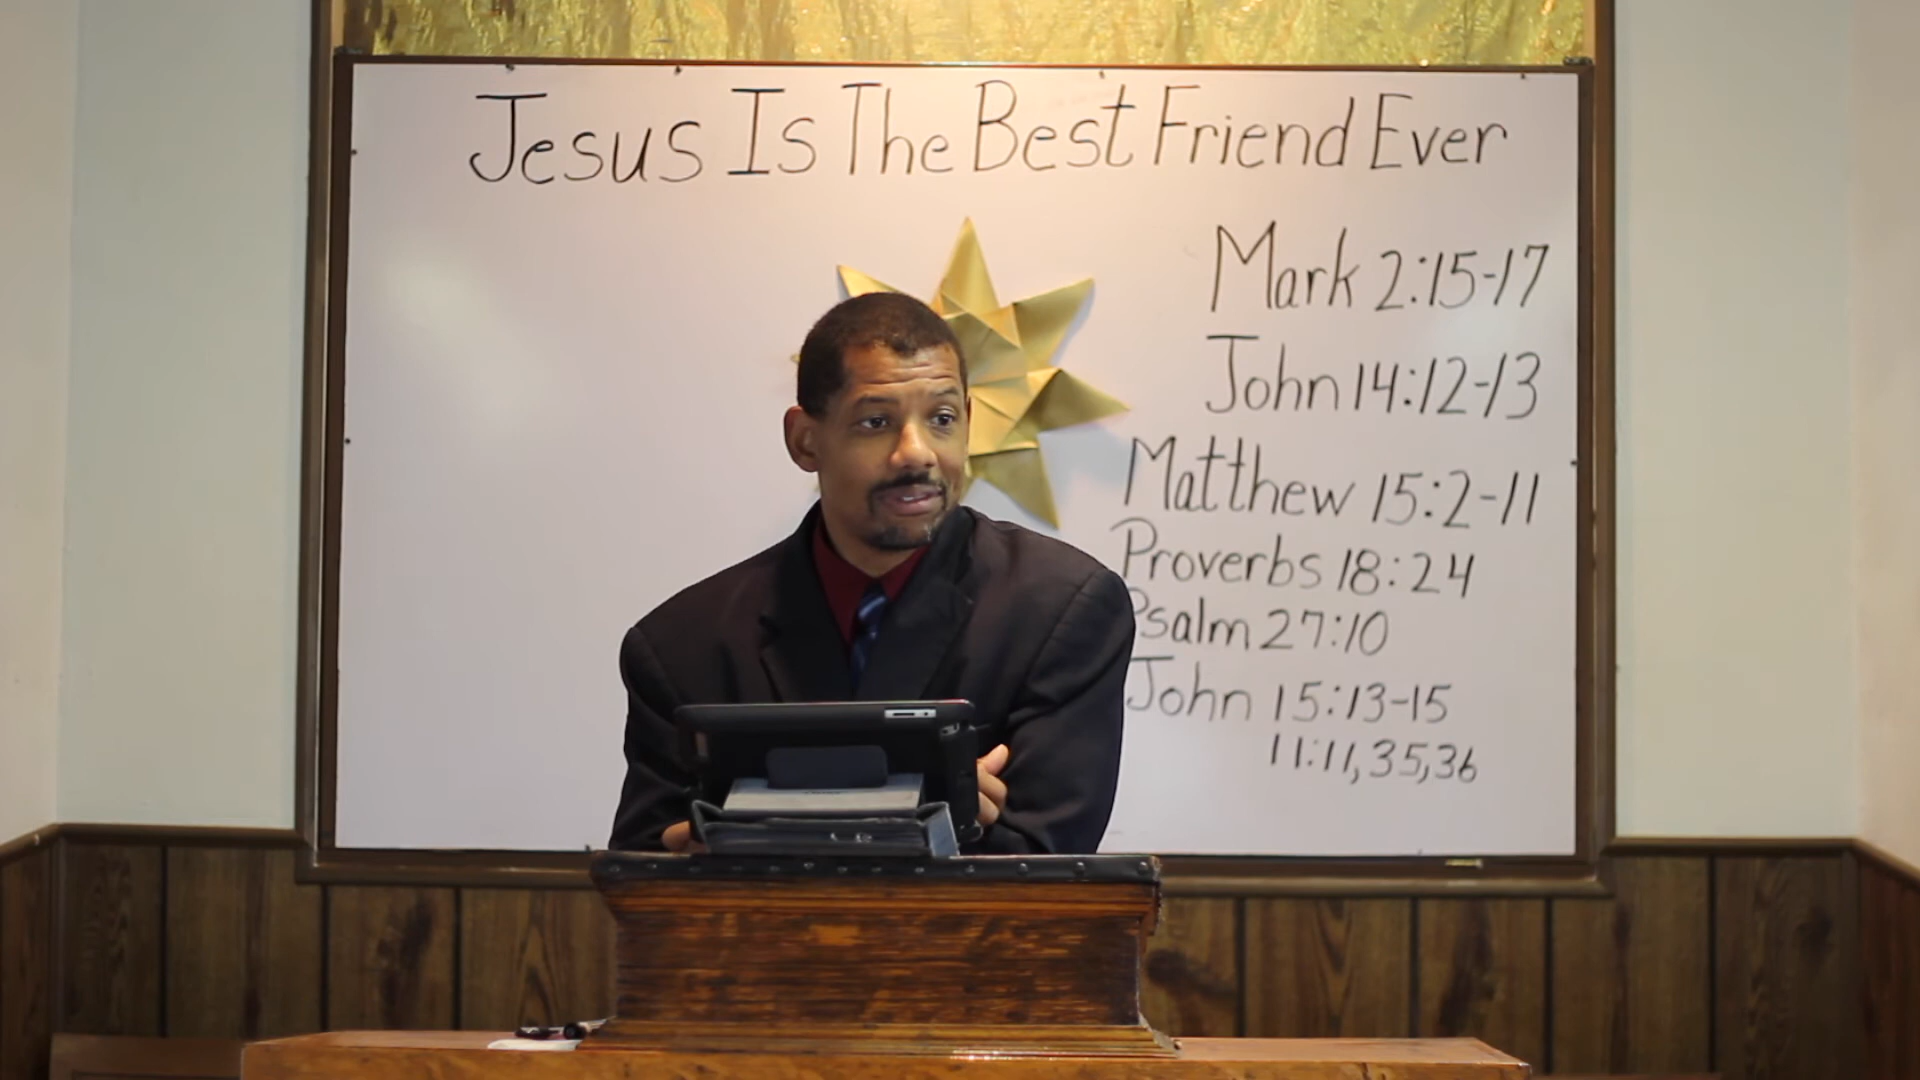 Jesus Is The Best Friend Ever
Mark 2:15-17
John 14:12-13
Matthew 15:2-11
Proverbs 18:24
Psalm 27:10
John 15:13-15
11:11,35,36